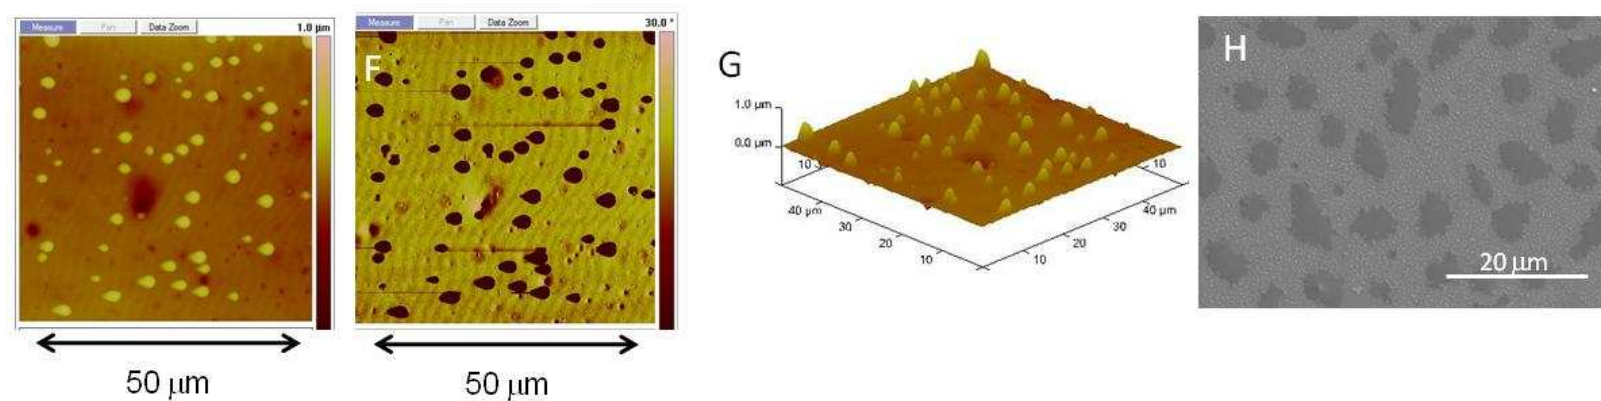 Measure Pan Data Zoom 1.0 µm
50 µm
Measure Pan Data Zoom 30.0 °
F
50 µm
G
1.0 µm
0.0 µm
10 10
40 µm 40 µm
30 30
20 20
10 10
H
20 µm